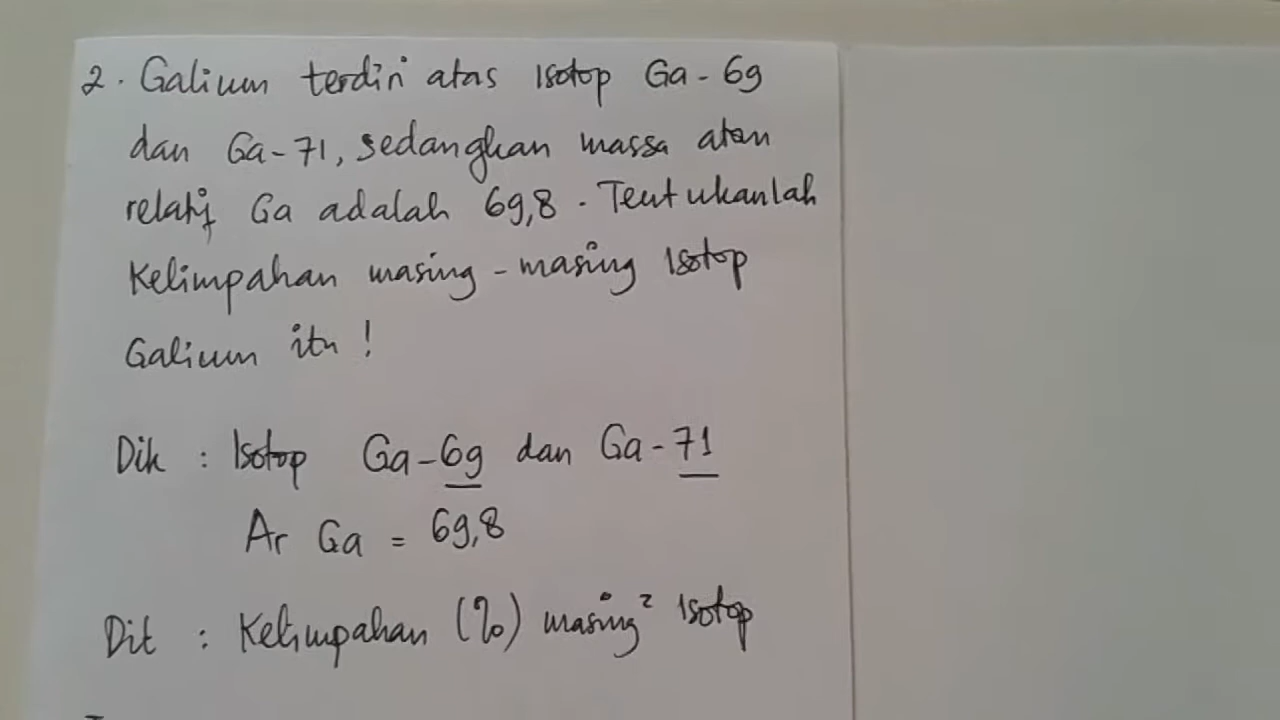 2. Galium terdiri atas Isotop Ga-69
dan Ga-71, sedangkan massa atom
relatif Ga adalah 69,8. Tentukanlah
Kelimpahan masing-masing Isotop
Galium itu!
Dik : Isotop Ga-69 dan Ga-71
Ar Ga = 69,8
Dit : Kelimpahan (%) masing² Isotop